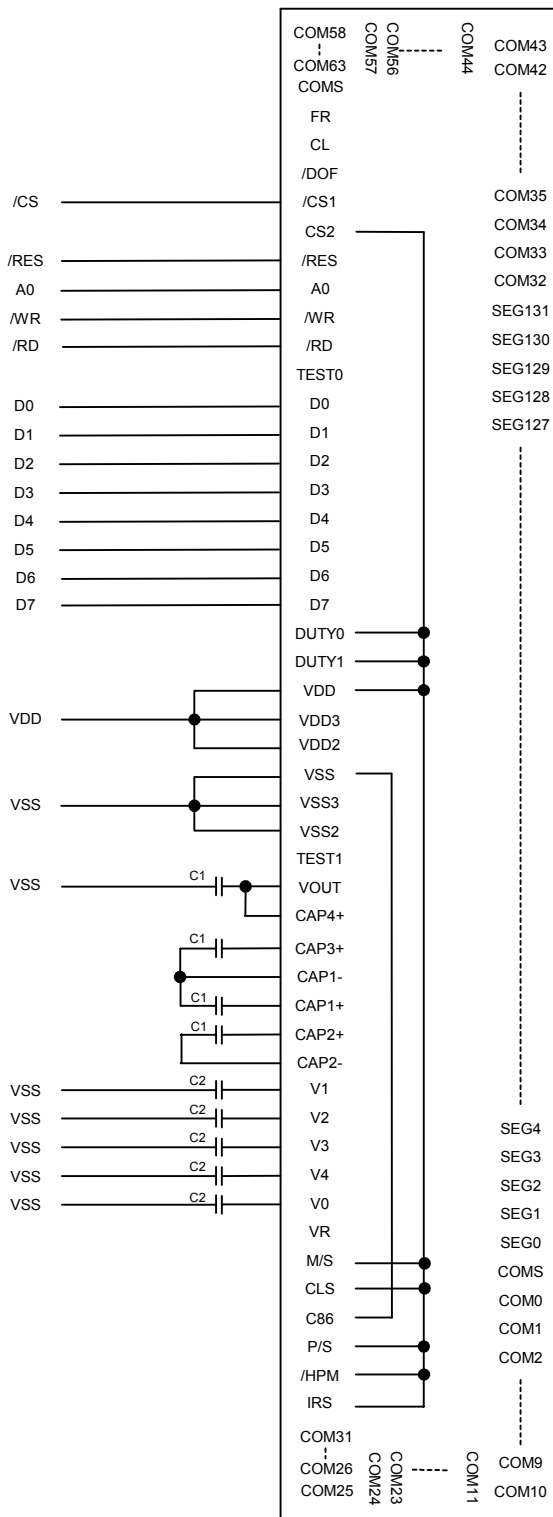 COM58
COM63
COMS
COM57
COM56
COM44
COM43
COM42
FR
CL
/DOF
/CS /CS1 COM35
CS2 COM34
/RES /RES COM33
A0 A0 COM32
/WR /WR SEG131
/RD /RD SEG130
TEST0 SEG129
D0 D0 SEG128
D1 D1 SEG127
D2 D2
D3 D3
D4 D4
D5 D5
D6 D6
D7 D7
DUTY0
DUTY1
VDD
VDD VDD3
VDD2
VSS
VSS VSS3
VSS2
TEST1
VSS C1 VOUT
CAP4+
C1 CAP3+
CAP1-
C1 CAP1+
C1 CAP2+
CAP2-
VSS C2 V1
VSS C2 V2 SEG4
VSS C2 V3 SEG3
VSS C2 V4 SEG2
VSS C2 V0 SEG1
VR SEG0
M/S COMS
CLS COM0
C86 COM1
P/S COM2
/HPM
IRS
COM31
COM26
COM25
COM24
COM23
COM11
COM9
COM10